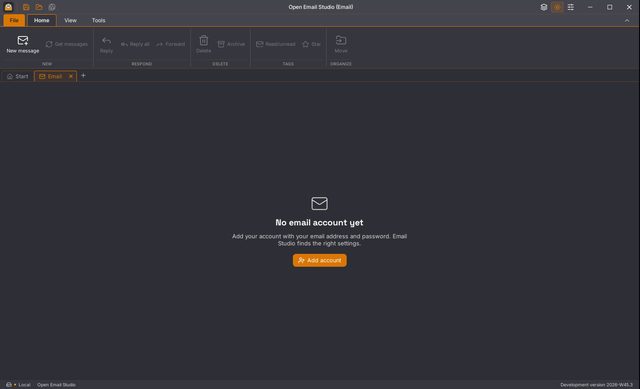 Open Email Studio (Email)
File Home View Tools
New message
Get messages
Reply
Reply all
Forward
Delete
Archive
Read/unread
Star
Move
NEW RESPOND DELETE TAGS ORGANIZE
Start Email
No email account yet
Add your account with your email address and password. Email
Studio finds the right settings.
Add account
Local Open Email Studio Development version 2026-W45.3